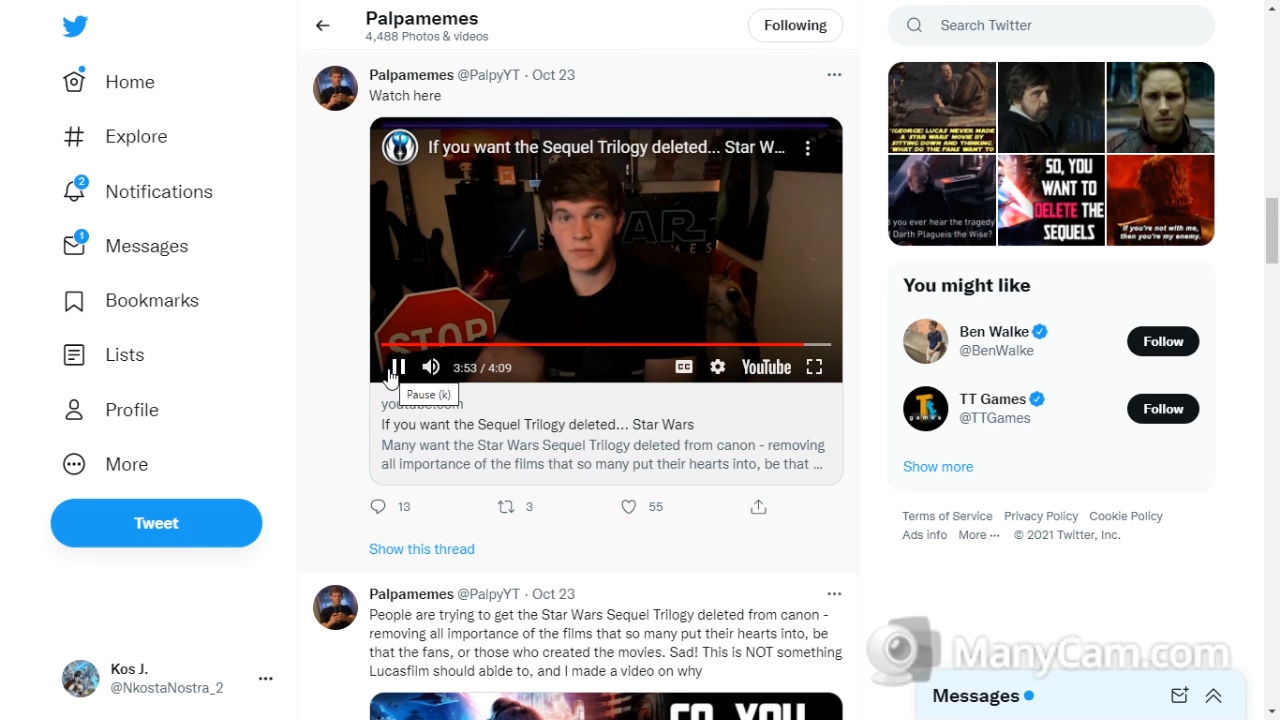 Home
Explore
2
Notifications
1
Messages
Bookmarks
Lists
Profile
More
Tweet
Kos J.
@NkostaNostra_2
Palpamemes
4,488 Photos & videos
Following
Palpamemes @PalpyYT · Oct 23
Watch here
If you want the Sequel Trilogy deleted... Star W...
STAR
WARS
STOP
3:53 / 4:09
CC
YouTube
Pause (k)
youtube.com
If you want the Sequel Trilogy deleted... Star Wars
Many want the Star Wars Sequel Trilogy deleted from canon - removing
all importance of the films that so many put their hearts into, be that ...
13
3
55
Show this thread
Palpamemes @PalpyYT · Oct 23
People are trying to get the Star Wars Sequel Trilogy deleted from canon -
removing all importance of the films that so many put their hearts into, be
that the fans, or those who created the movies. Sad! This is NOT something
Lucasfilm should abide to, and I made a video on why
SO, YOU
Search Twitter
"(GEORGE) LUCAS NEVER MADE
A 'STAR WARS' MOVIE BY
SITTING DOWN AND THINKING,
WHAT DO THE FANS WANT TO
you ever hear the tragedy
Darth Plagueis the Wise?
SO, YOU
WANT TO
DELETE THE
SEQUELS
If you're not with me,
then you're my enemy.
You might like
Ben Walke
@BenWalke
Follow
TT Games
@TTGames
Follow
Show more
Terms of Service Privacy Policy Cookie Policy
Ads info More ··· © 2021 Twitter, Inc.
ManyCam.com
Messages